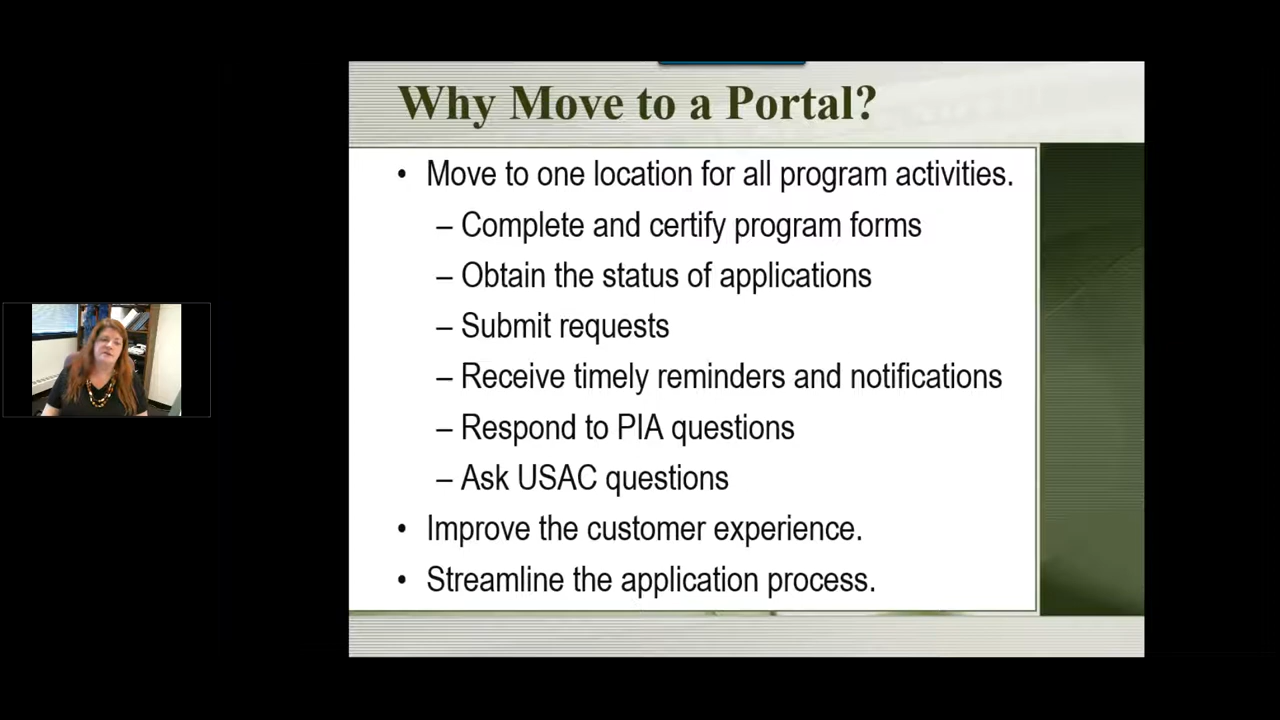 Why Move to a Portal?
• Move to one location for all program activities.
– Complete and certify program forms
– Obtain the status of applications
– Submit requests
– Receive timely reminders and notifications
– Respond to PIA questions
– Ask USAC questions
• Improve the customer experience.
• Streamline the application process.